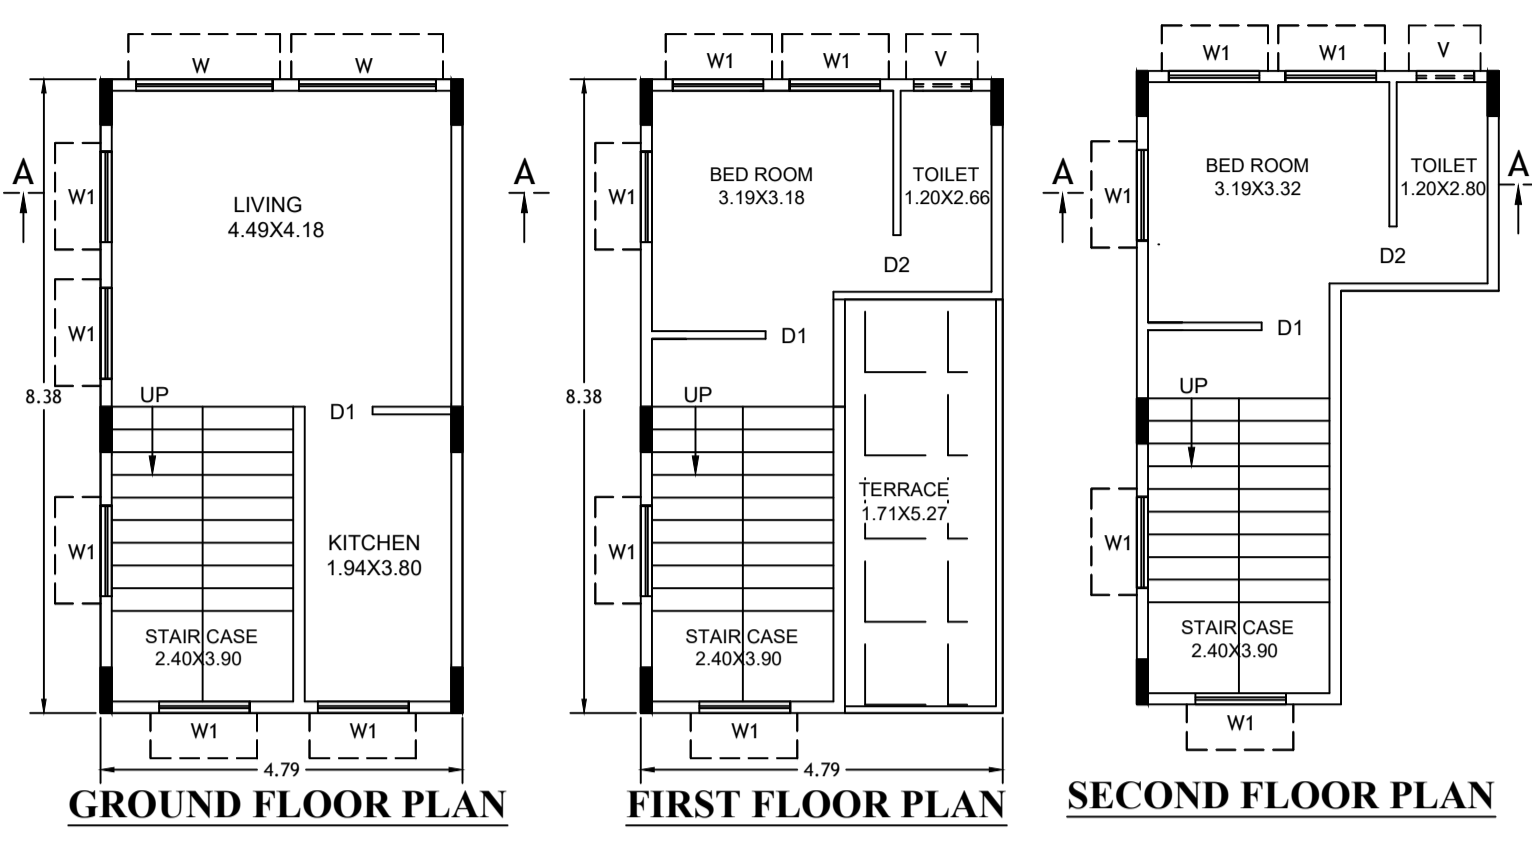 W
W
A
W1
LIVING
4.49X4.18
W1
8.38
UP
D1
W1
KITCHEN
1.94X3.80
STAIR CASE
2.40X3.90
W1
W1
4.79
GROUND FLOOR PLAN
W1
W1
V
A
W1
BED ROOM
3.19X3.18
TOILET
1.20X2.66
D2
D1
8.38
UP
TERRACE
1.71X5.27
W1
STAIR CASE
2.40X3.90
W1
4.79
FIRST FLOOR PLAN
W1
W1
V
A
W1
BED ROOM
3.19X3.32
TOILET
1.20X2.80
A
D2
D1
UP
W1
STAIR CASE
2.40X3.90
W1
SECOND FLOOR PLAN